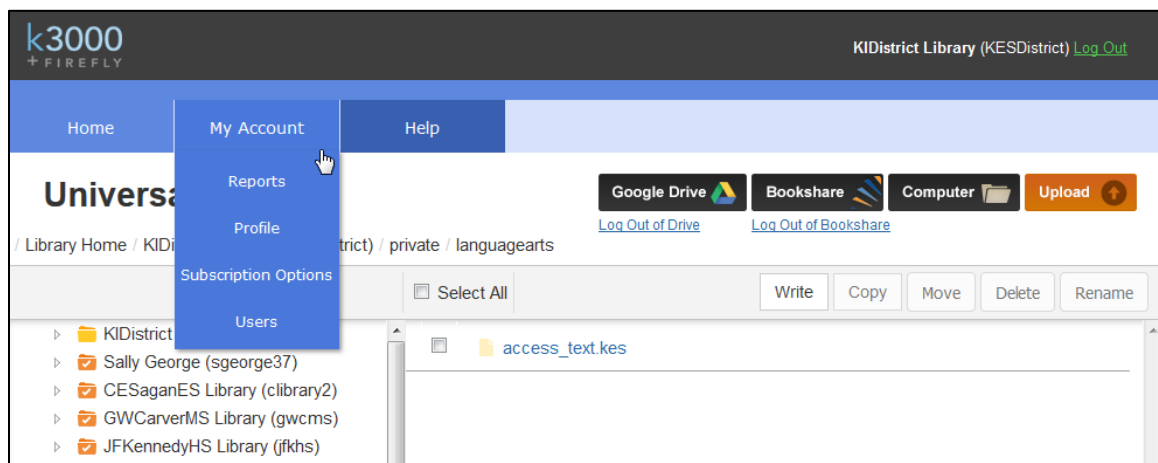 k3000
+ FIREFLY
KIDistrict Library (KESDistrict) Log Out
Home My Account Help
Reports
Profile
Subscription Options
Users
Universa
Google Drive Bookshare Computer Upload
Log Out of Drive Log Out of Bookshare
/ Library Home / KIDi trict) / private / languagearts
Select All Write Copy Move Delete Rename
KIDistrict
Sally George (sgeorge37)
CESaganES Library (clibrary2)
GWCarverMS Library (gwcms)
JFKennedyHS Library (jfkhs)
access_text.kes